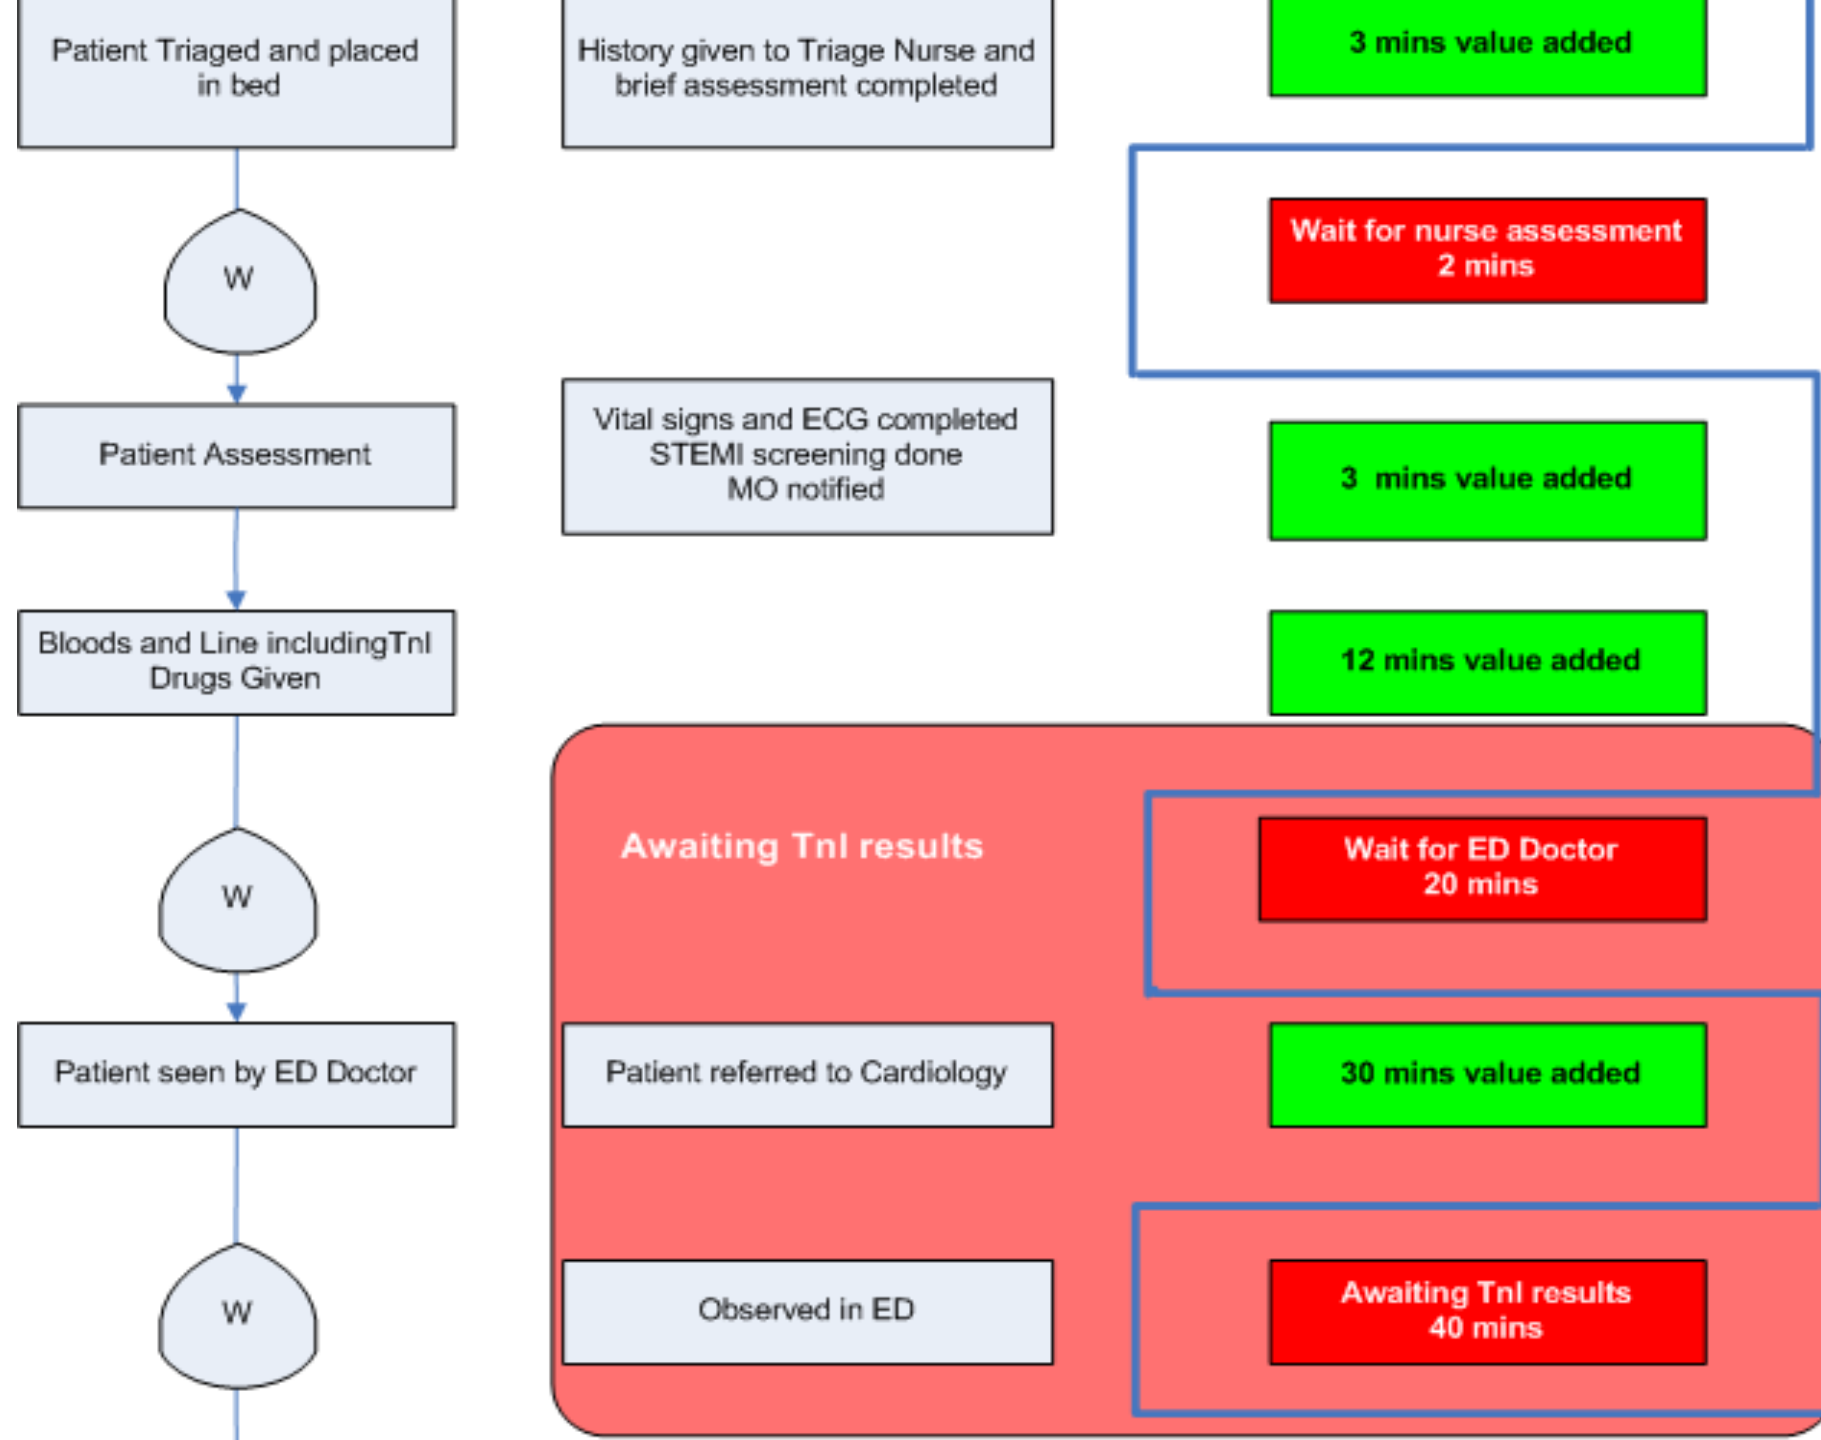 Patient Triaged and placed
in bed
History given to Triage Nurse and
brief assessment completed
3 mins value added
W
Wait for nurse assessment
2 mins
Patient Assessment
Vital signs and ECG completed
STEMI screening done
MO notified
3 mins value added
Bloods and Line includingTnI
Drugs Given
12 mins value added
W
Awaiting TnI results
Wait for ED Doctor
20 mins
Patient seen by ED Doctor
Patient referred to Cardiology
30 mins value added
W
Observed in ED
Awaiting TnI results
40 mins